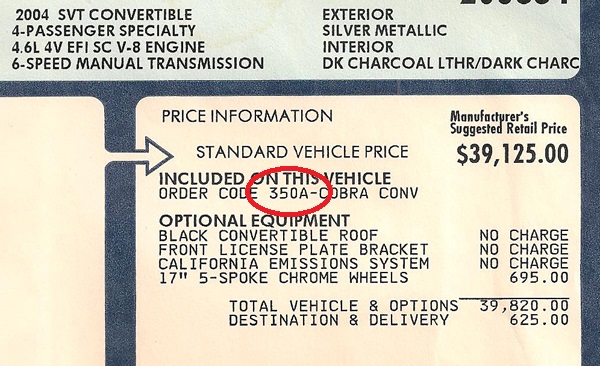 2004 SVT CONVERTIBLE
4-PASSENGER SPECIALTY
4.6L 4V EFI SC V-8 ENGINE
6-SPEED MANUAL TRANSMISSION
EXTERIOR
SILVER METALLIC
INTERIOR
DK CHARCOAL LTHR/DARK CHARC
PRICE INFORMATION
Manufacturer's
Suggested Retail Price
STANDARD VEHICLE PRICE $39,125.00
INCLUDED ON THIS VEHICLE
ORDER CODE 350A-COBRA CONV
OPTIONAL EQUIPMENT
BLACK CONVERTIBLE ROOF NO CHARGE
FRONT LICENSE PLATE BRACKET NO CHARGE
CALIFORNIA EMISSIONS SYSTEM NO CHARGE
17" 5-SPOKE CHROME WHEELS 695.00
TOTAL VEHICLE & OPTIONS 39,820.00
DESTINATION & DELIVERY 625.00